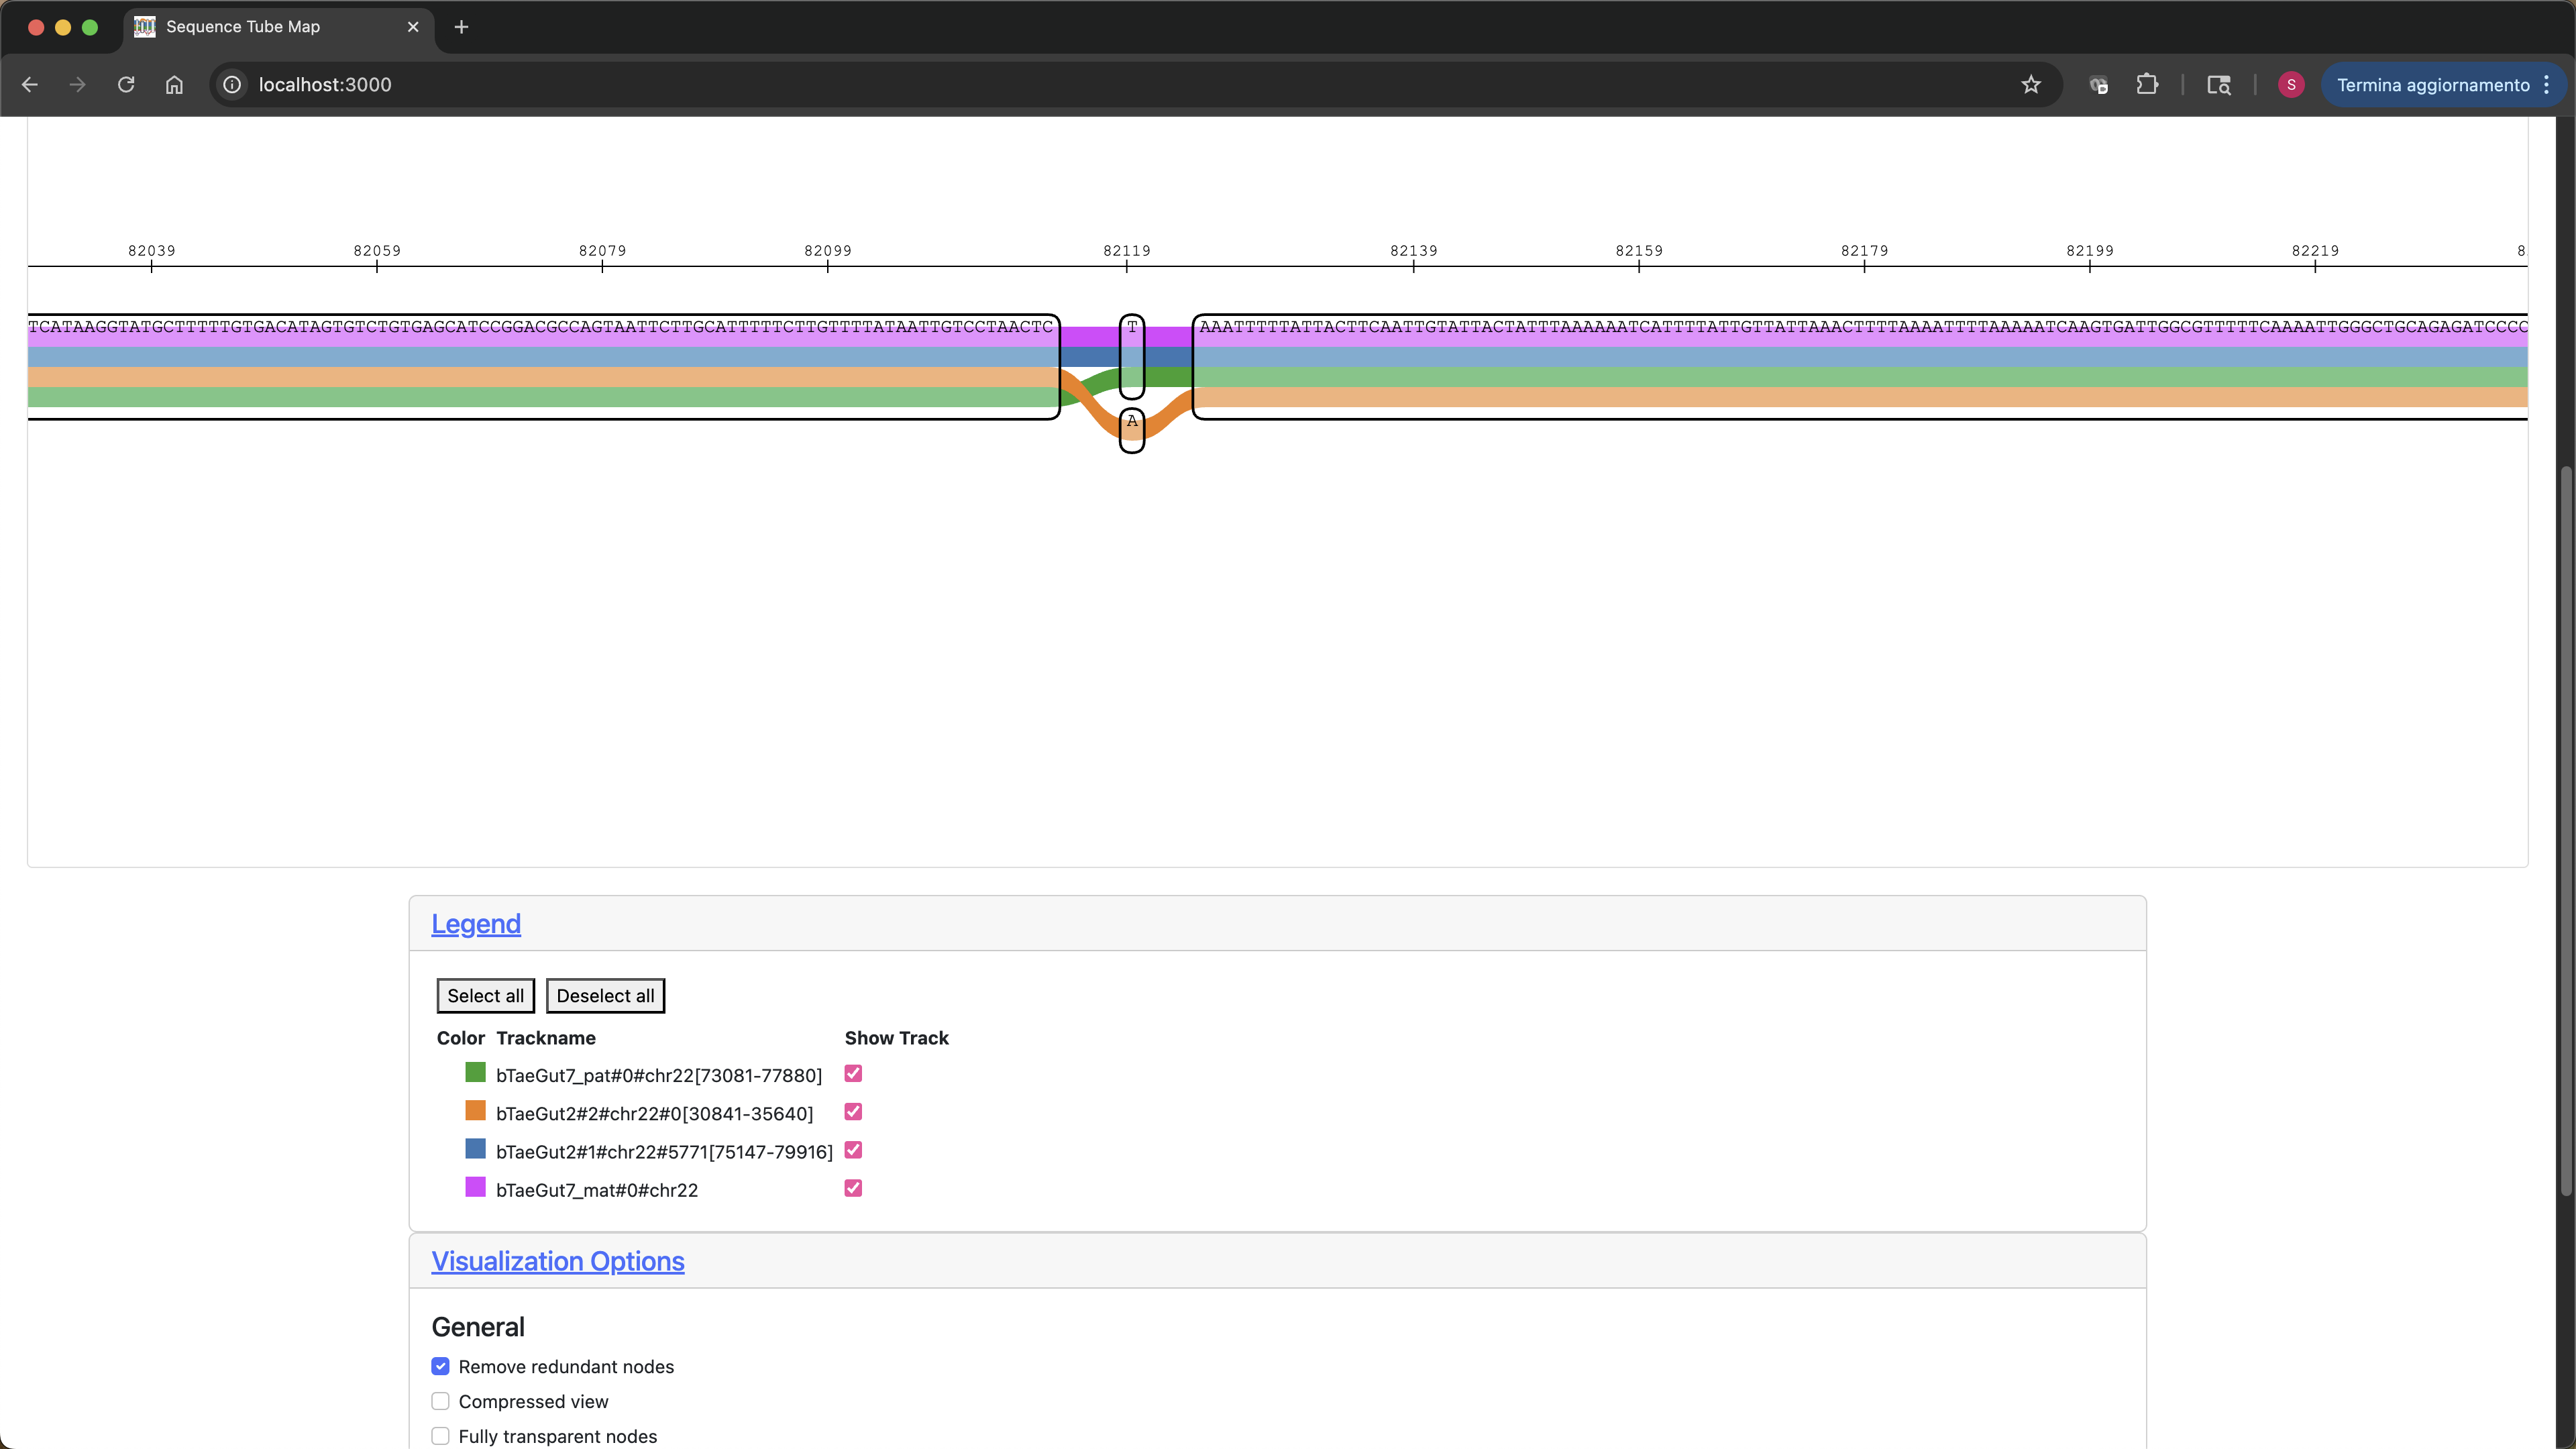 Sequence Tube Map
localhost:3000
S
Termina aggiornamento
82039 82059 82079 82099 82119 82139 82159 82179 82199 82219 8
TCATAAGGTATGCTTTTTGTGACATAGTGTCTGTGAGCATCCGGACGCCAGTAATTCTTGCATTTTTCTTGTTTTATAATTGTCCTAACTC T AAATTTTTATTACTTCAATTGTATTACTATTTAAAAAATCATTTTATTGTTATTAAACTTTTAAAATTTTAAAAATCAAGTGATTGGCGTTTTTCAAAATTGGGCTGCAGAGATCCCC
A
Legend
Select all Deselect all
Color Trackname Show Track
bTaeGut7_pat#0#chr22[73081-77880]
bTaeGut2#2#chr22#0[30841-35640]
bTaeGut2#1#chr22#5771[75147-79916]
bTaeGut7_mat#0#chr22
Visualization Options
General
Remove redundant nodes
Compressed view
Fully transparent nodes